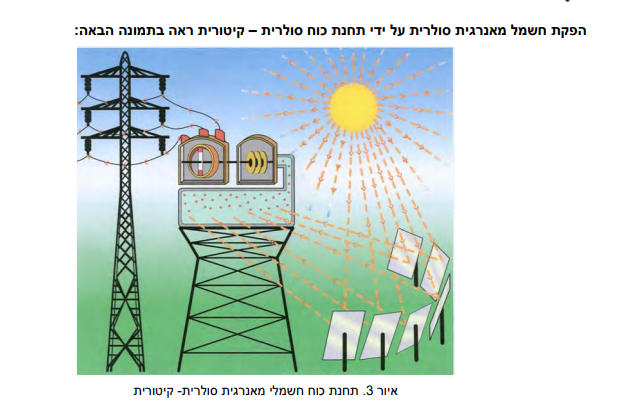 הפקת חשמל מאנרגית סולרית על ידי תחנת כוח סולרית – קיטורית ראה בתמונה הבאה:
איור 3. תחנת כוח חשמלי מאנרגית סולרית- קיטורית